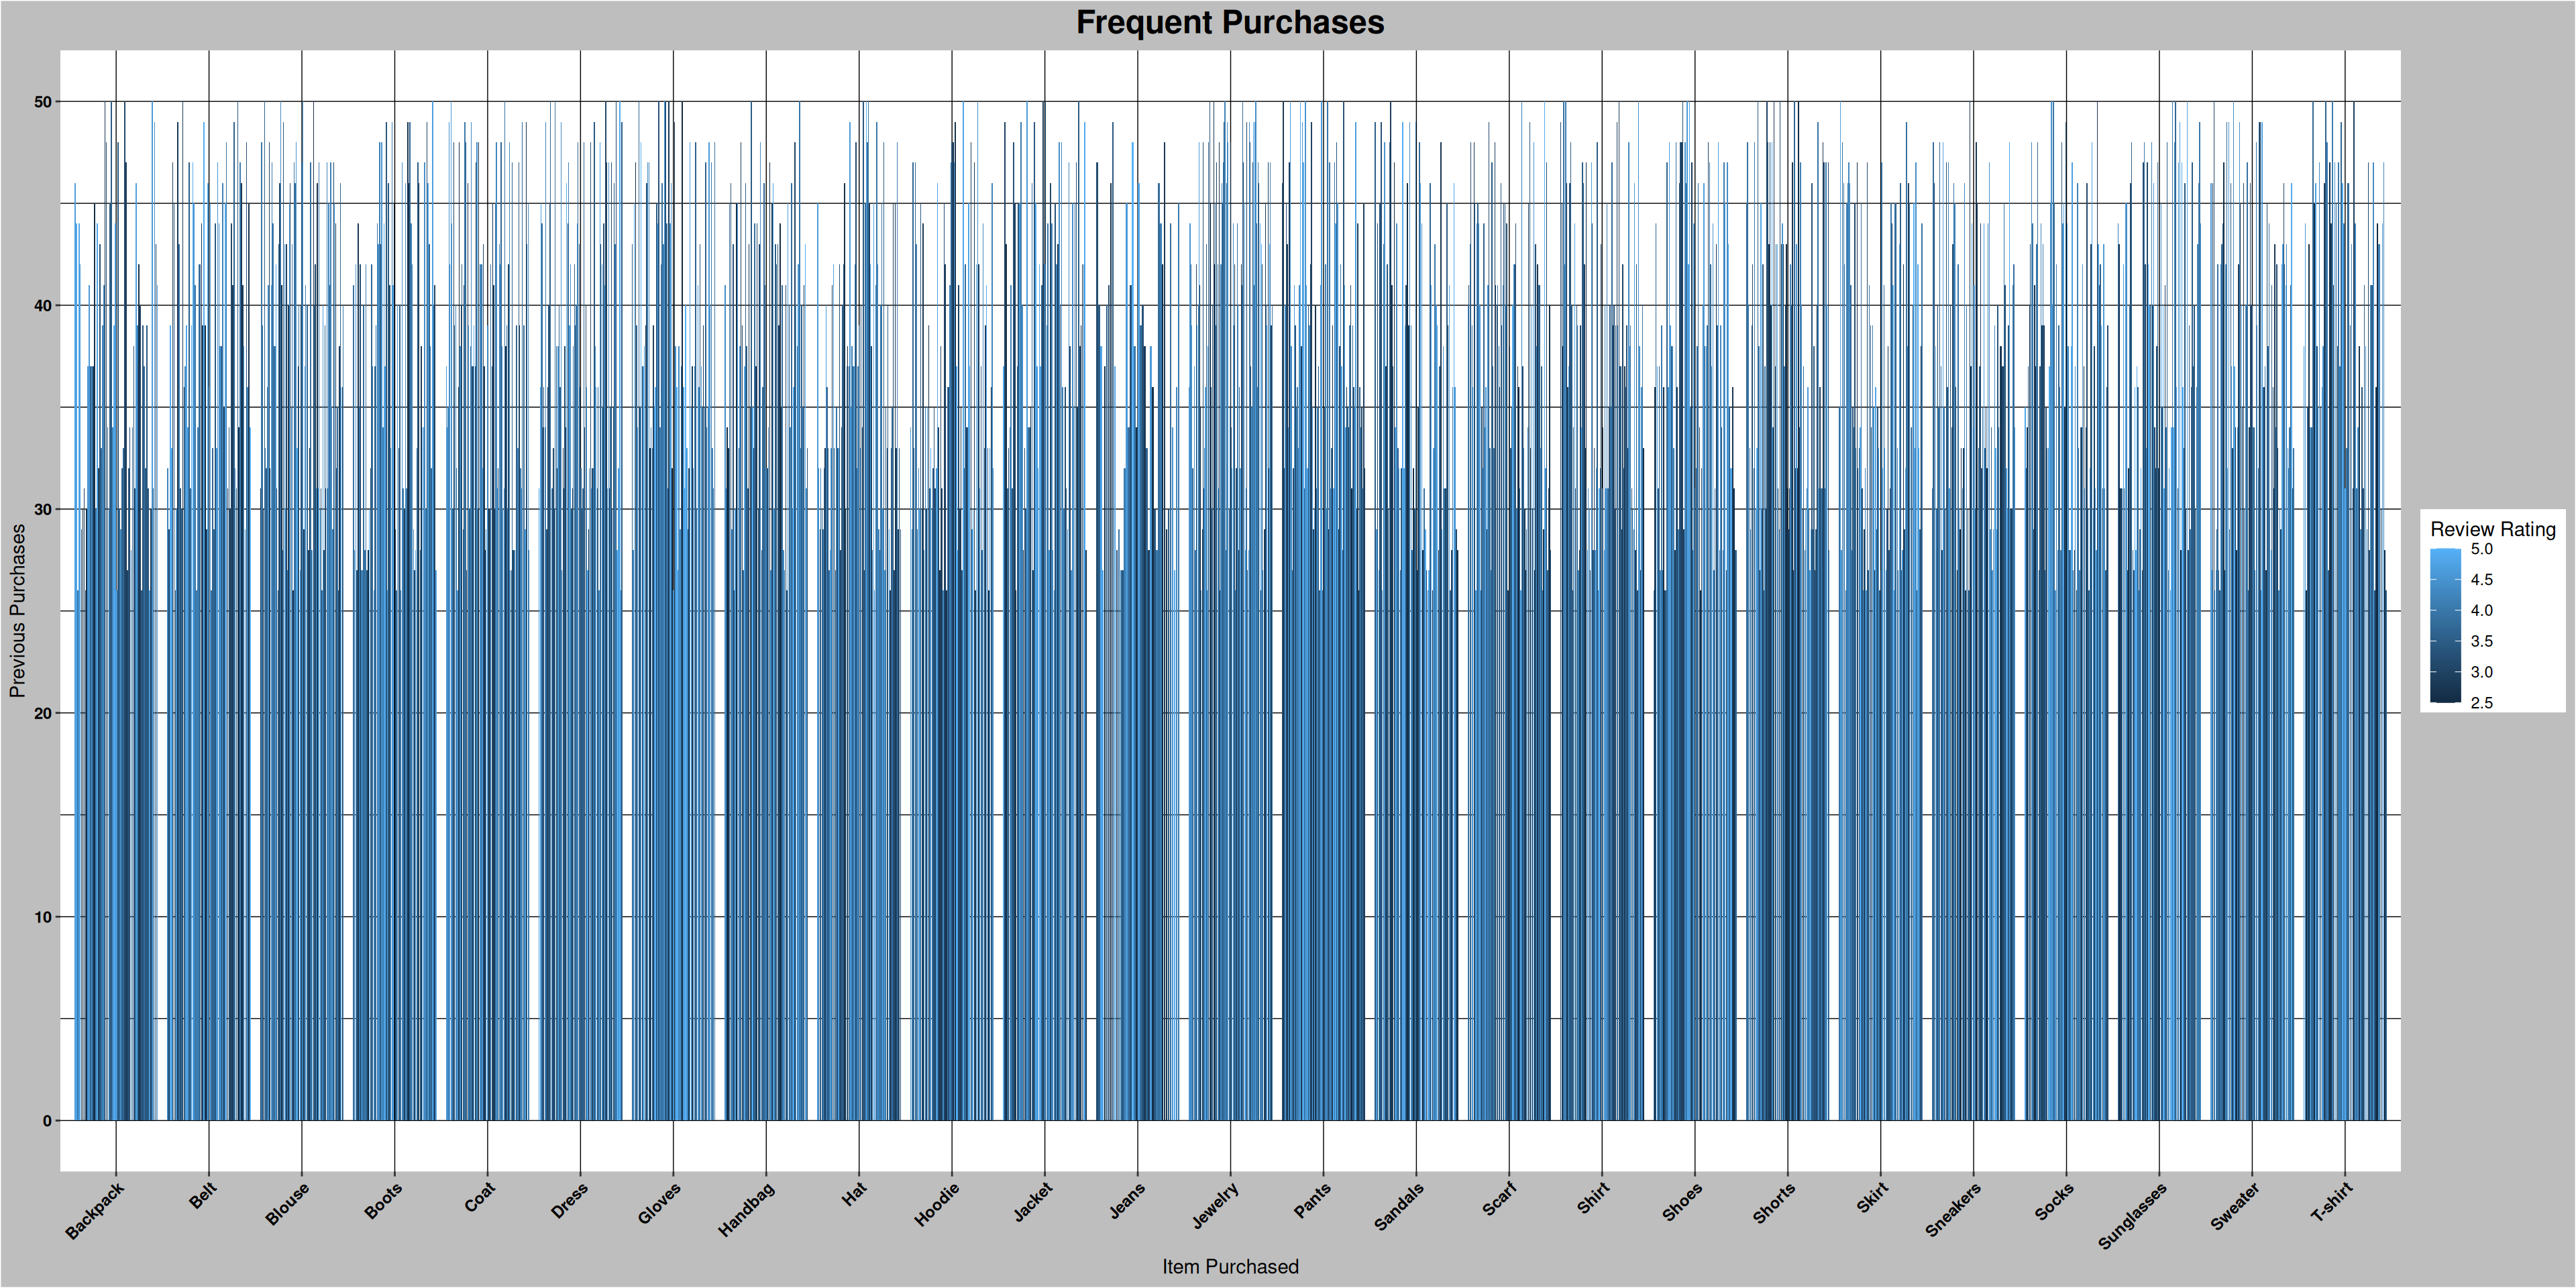 Frequent Purchases
Previous Purchases
50
40
30
20
10
0
Backpack
Belt
Blouse
Boots
Coat
Dress
Gloves
Handbag
Hat
Hoodie
Jacket
Jeans
Jewelry
Pants
Sandals
Scarf
Shirt
Shoes
Shorts
Skirt
Sneakers
Socks
Sunglasses
Sweater
T-shirt
Item Purchased
Review Rating
5.0
4.5
4.0
3.5
3.0
2.5